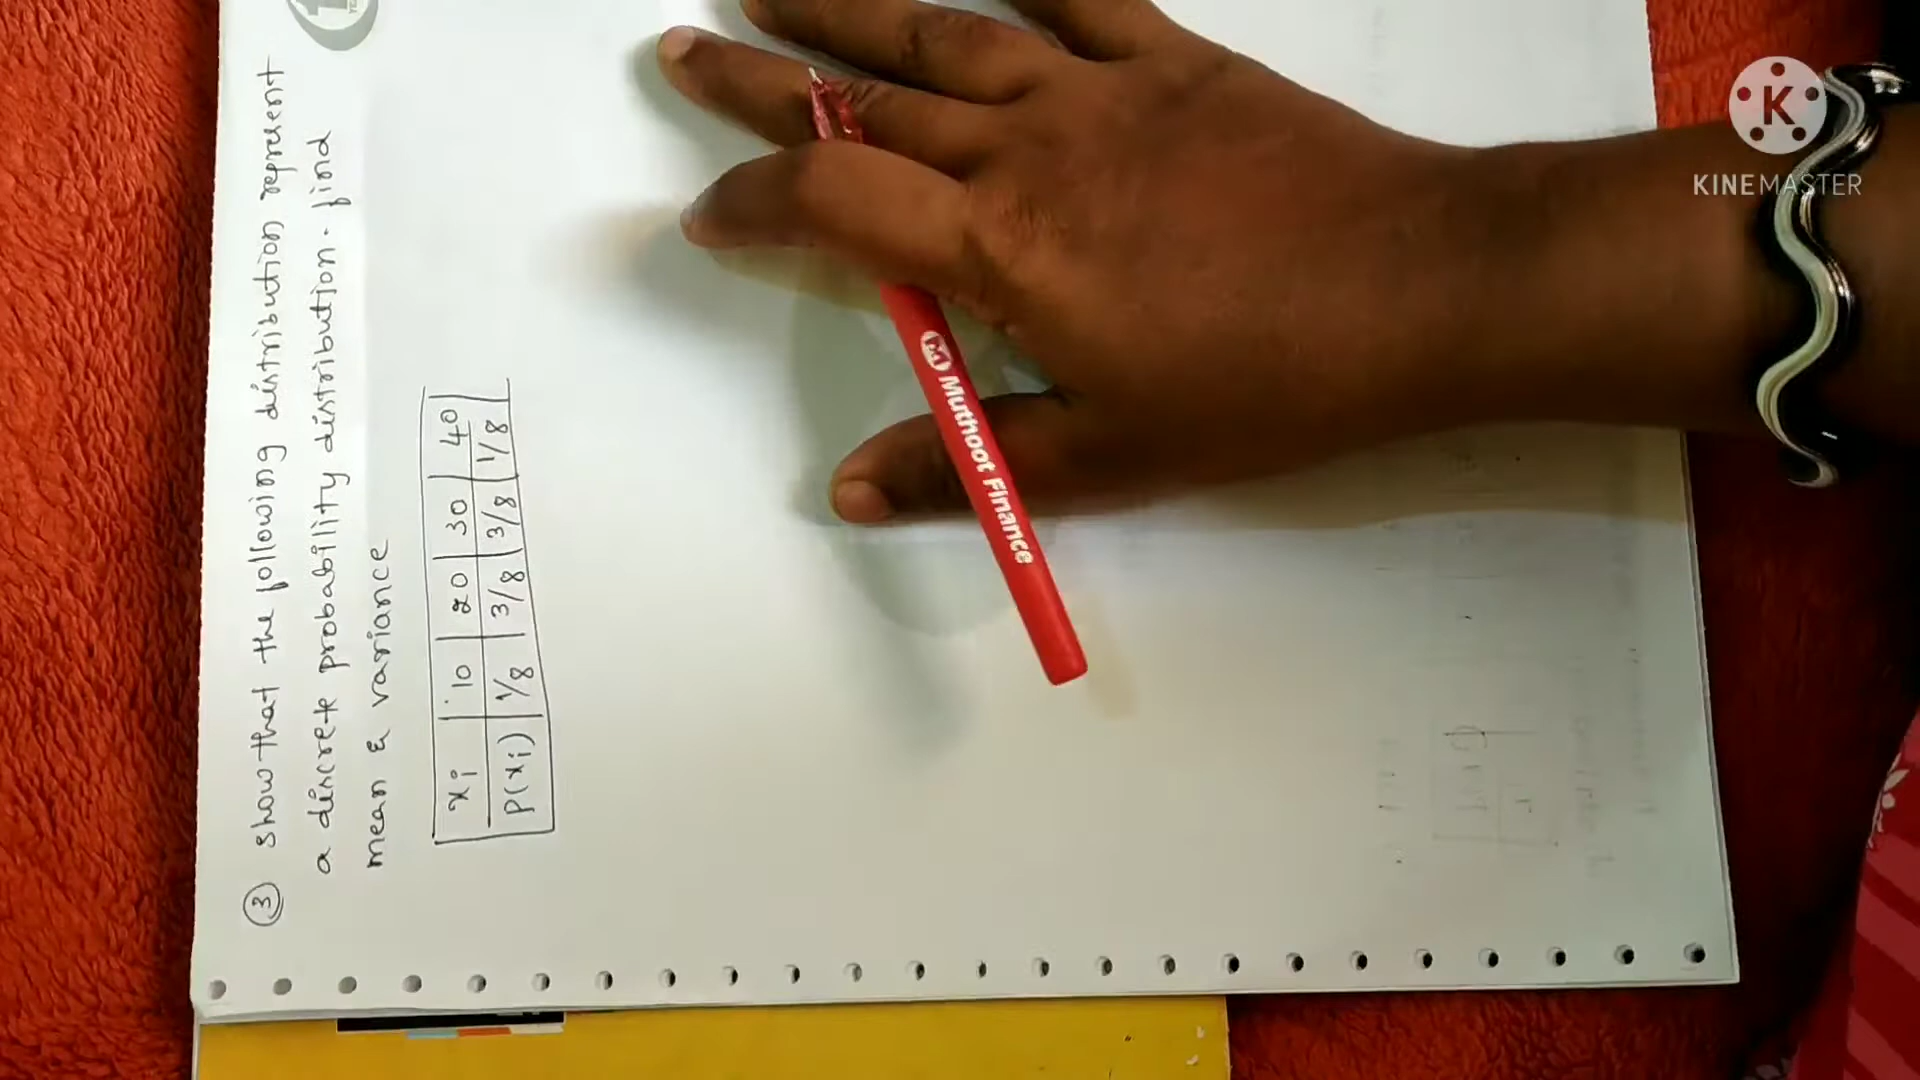 ③ show that the following distribution represent
a discrete probability distribution. find
mean & variance
xi | 10 | 20 | 30 | 40
P(xi) | 1/8 | 3/8 | 3/8 | 1/8
Muthoot Finance
K
KINEMASTER